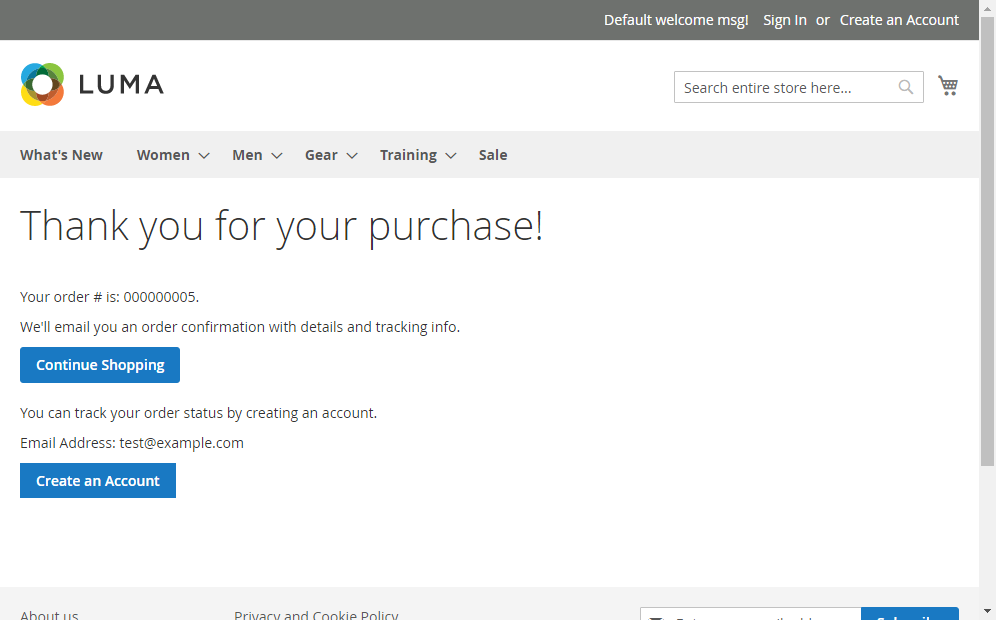 Default welcome msg! Sign In or Create an Account
LUMA
Search entire store here...
What's New Women Men Gear Training Sale
Thank you for your purchase!
Your order # is: 000000005.
We'll email you an order confirmation with details and tracking info.
Continue Shopping
You can track your order status by creating an account.
Email Address: test@example.com
Create an Account
About us Privacy and Cookie Policy
Subscribe